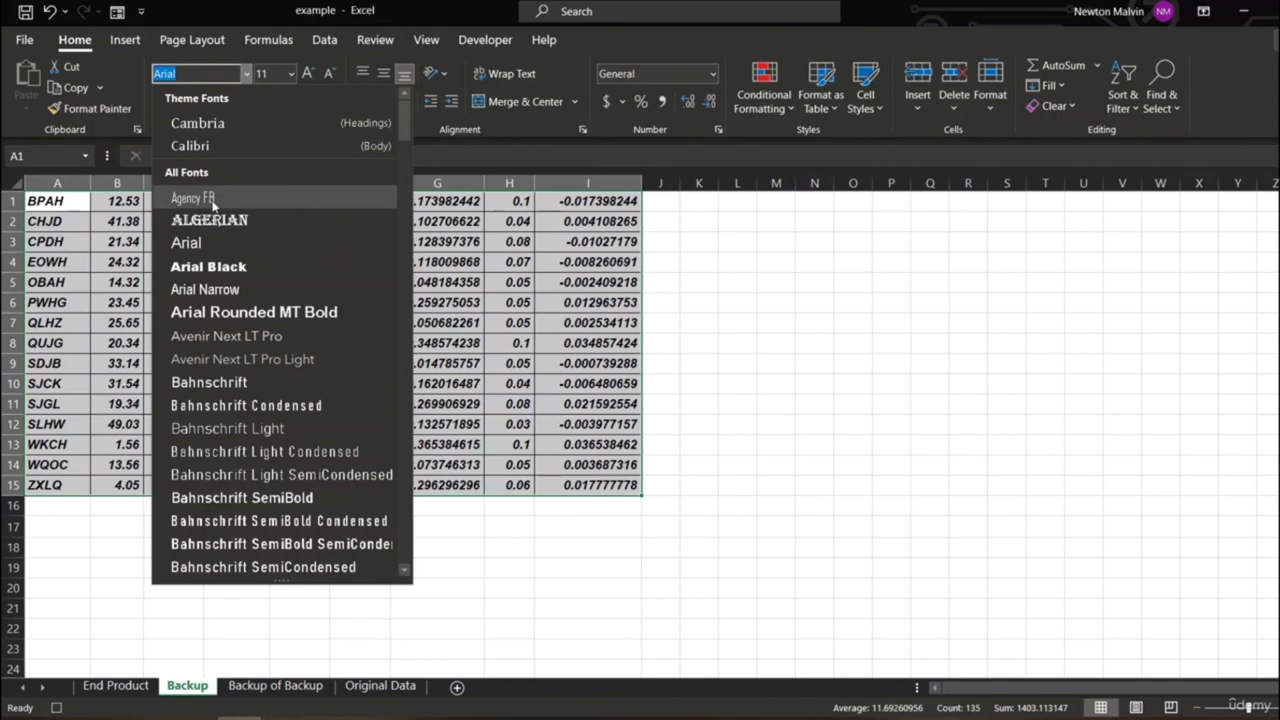 example - Excel
Search
Newton Malvin NM
File Home Insert Page Layout Formulas Data Review View Developer Help
Paste
Cut
Copy
Format Painter
Clipboard
Arial 11
Wrap Text
Merge & Center
Alignment
General
$ %
Number
Conditional Formatting
Format as Table
Cell Styles
Styles
Insert
Delete
Format
Cells
AutoSum
Fill
Clear
Sort & Filter
Find & Select
Editing
A1
Theme Fonts
Cambria (Headings)
Calibri (Body)
All Fonts
Agency FB
ALGERIAN
Arial
Arial Black
Arial Narrow
Arial Rounded MT Bold
Avenir Next LT Pro
Avenir Next LT Pro Light
Bahnschrift
Bahnschrift Condensed
Bahnschrift Light
Bahnschrift Light Condensed
Bahnschrift Light SemiCondensed
Bahnschrift SemiBold
Bahnschrift SemiBold Condensed
Bahnschrift SemiBold SemiConde
Bahnschrift SemiCondensed
A B G H I J K L M N O P Q R S T U V W X Y Z
1 BPAH 12.53 .173982442 0.1 -0.017398244
2 CHJD 41.38 .102706622 0.04 0.004108265
3 CPDH 21.34 .128397376 0.08 -0.01027179
4 EOWH 24.32 .118009868 0.07 -0.008260691
5 OBAH 14.32 .048184358 0.05 -0.002409218
6 PWHG 23.45 .259275053 0.05 0.012963753
7 QLHZ 25.65 .050682261 0.05 0.002534113
8 QUJG 20.34 .348574238 0.1 0.034857424
9 SDJB 33.14 .014785757 0.05 -0.000739288
10 SJCK 31.54 .162016487 0.04 -0.006480659
11 SJGL 19.34 .269906929 0.08 0.021592554
12 SLHW 49.03 .132571895 0.03 -0.003977157
13 WKCH 1.56 .365384615 0.1 0.036538462
14 WQOC 13.56 .073746313 0.05 0.003687316
15 ZXLQ 4.05 .296296296 0.06 0.017777778
16
17
18
19
20
21
22
23
24
End Product Backup Backup of Backup Original Data
Ready
Average: 11.69260956 Count: 135 Sum: 1403.113147
ûdemy